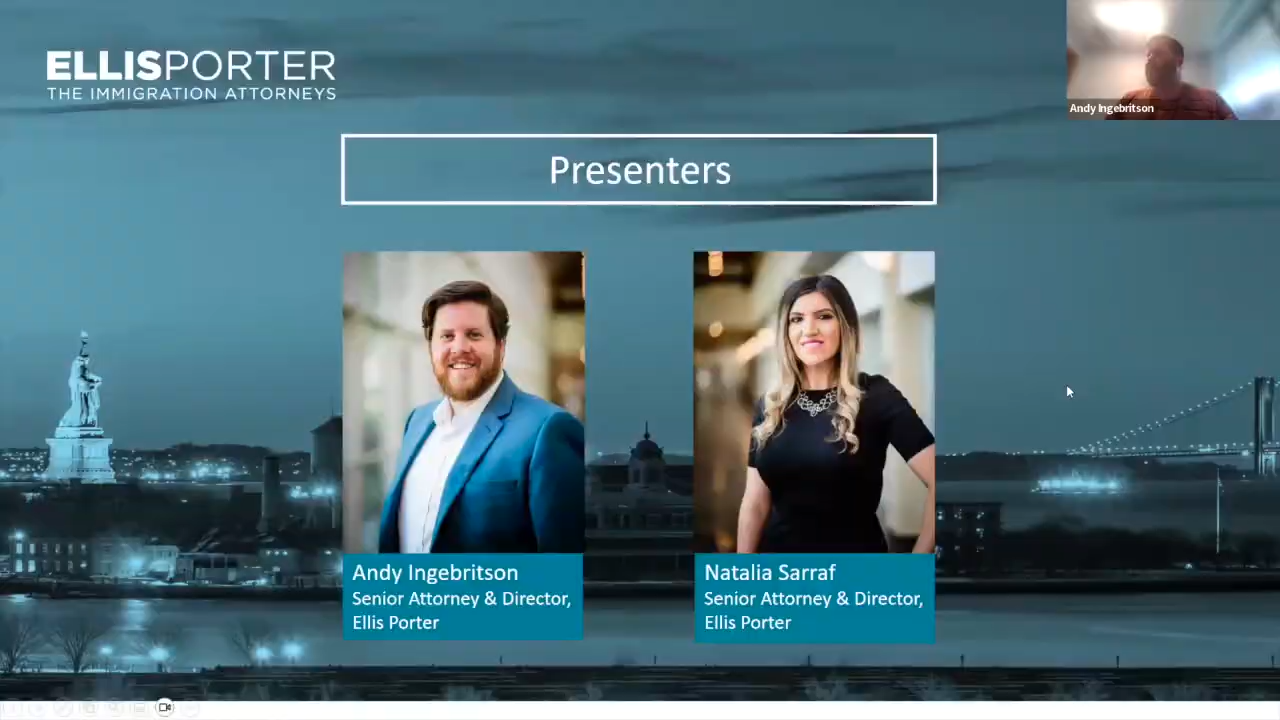 ELLISPORTER
THE IMMIGRATION ATTORNEYS
Andy Ingebritson
Presenters
Andy Ingebritson
Senior Attorney & Director,
Ellis Porter
Natalia Sarraf
Senior Attorney & Director,
Ellis Porter